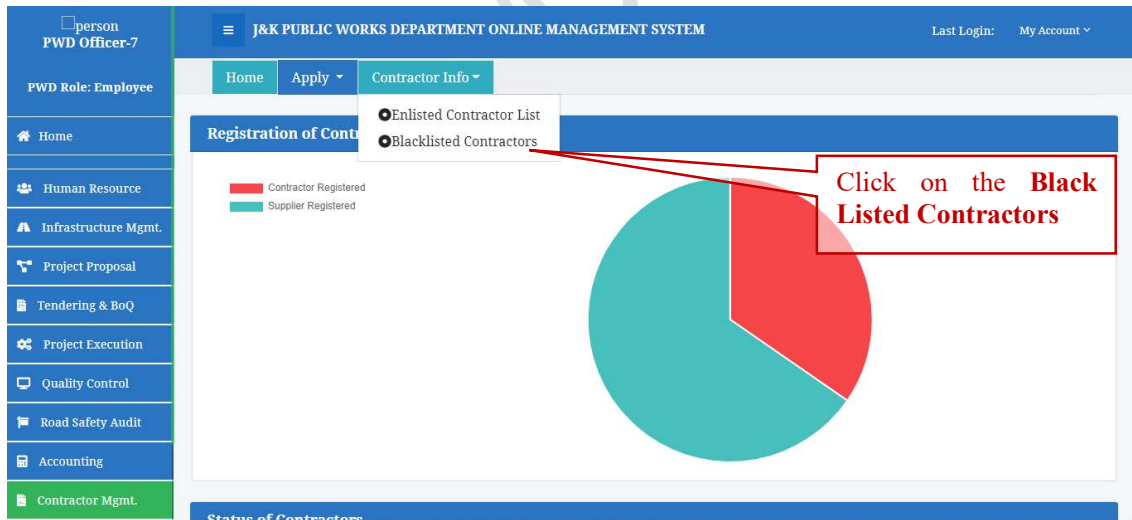 person
PWD Officer-7
PWD Role: Employee
Home
Human Resource
Infrastructure Mgmt.
Project Proposal
Tendering & BoQ
Project Execution
Quality Control
Road Safety Audit
Accounting
Contractor Mgmt.
J&K PUBLIC WORKS DEPARTMENT ONLINE MANAGEMENT SYSTEM
Last Login: My Account
Home Apply Contractor Info
Enlisted Contractor List
Blacklisted Contractors
Registration of Cont
Contractor Registered
Supplier Registered
Click on the Black
Listed Contractors
Status of Contractors